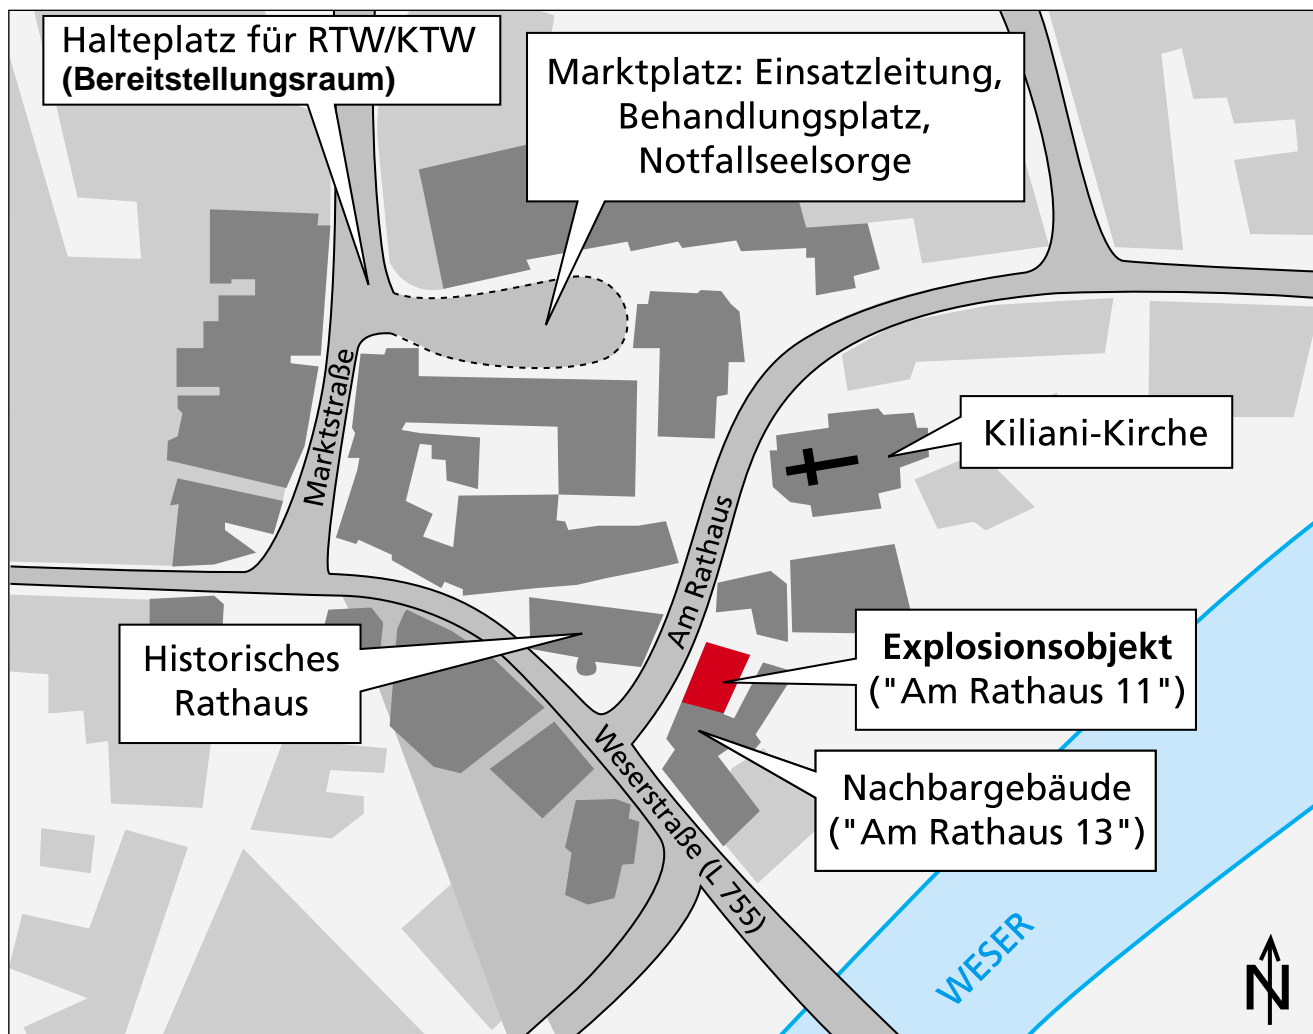 Halteplatz für RTW/KTW
(Bereitstellungsraum)
Marktplatz: Einsatzleitung,
Behandlungsplatz,
Notfallseelsorge
Marktstraße
Kiliani-Kirche
Am Rathaus
Historisches
Rathaus
Explosionsobjekt
("Am Rathaus 11")
Weserstraße (L 755)
Nachbargebäude
("Am Rathaus 13")
WESER
N